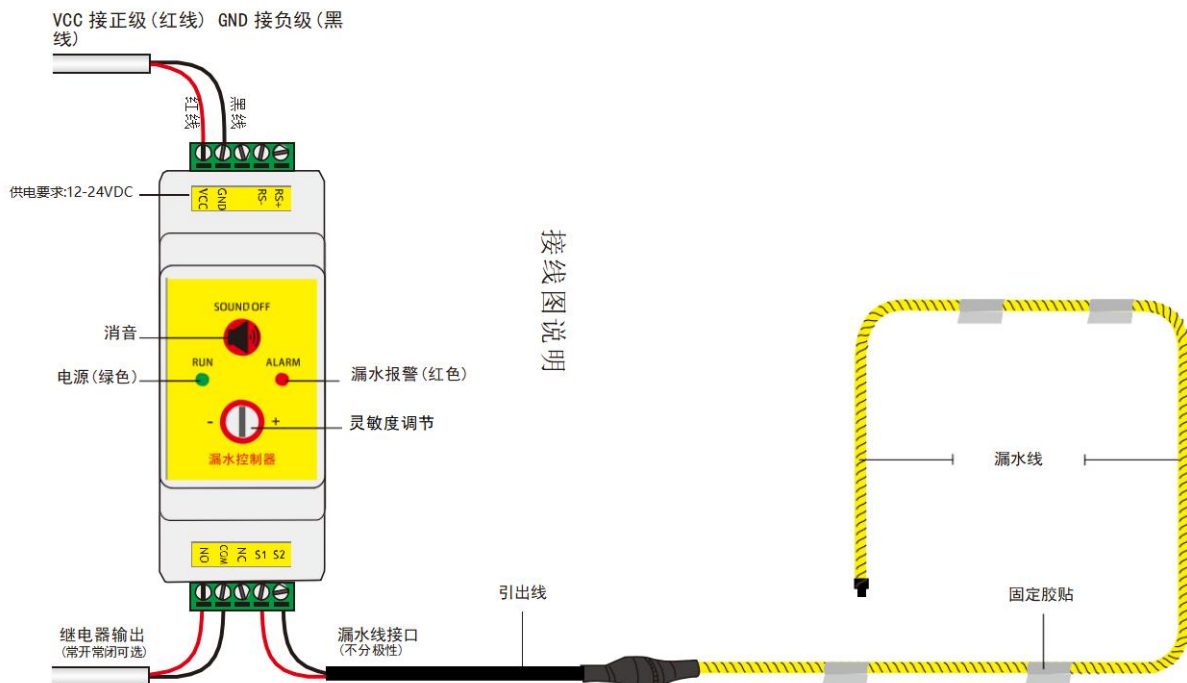 VCC 接正级(红线) GND 接负级(黑
线)
红线
黑线
供电要求:12-24VDC
VCC
GND
RS-
RS+
接线图说明
SOUND OFF
消音
RUN
ALARM
电源(绿色)
漏水报警(红色)
- +
灵敏度调节
漏水控制器
漏水线
NO
COM
NC
S1
S2
引出线
固定胶贴
继电器输出
(常开常闭可选)
漏水线接口
(不分极性)